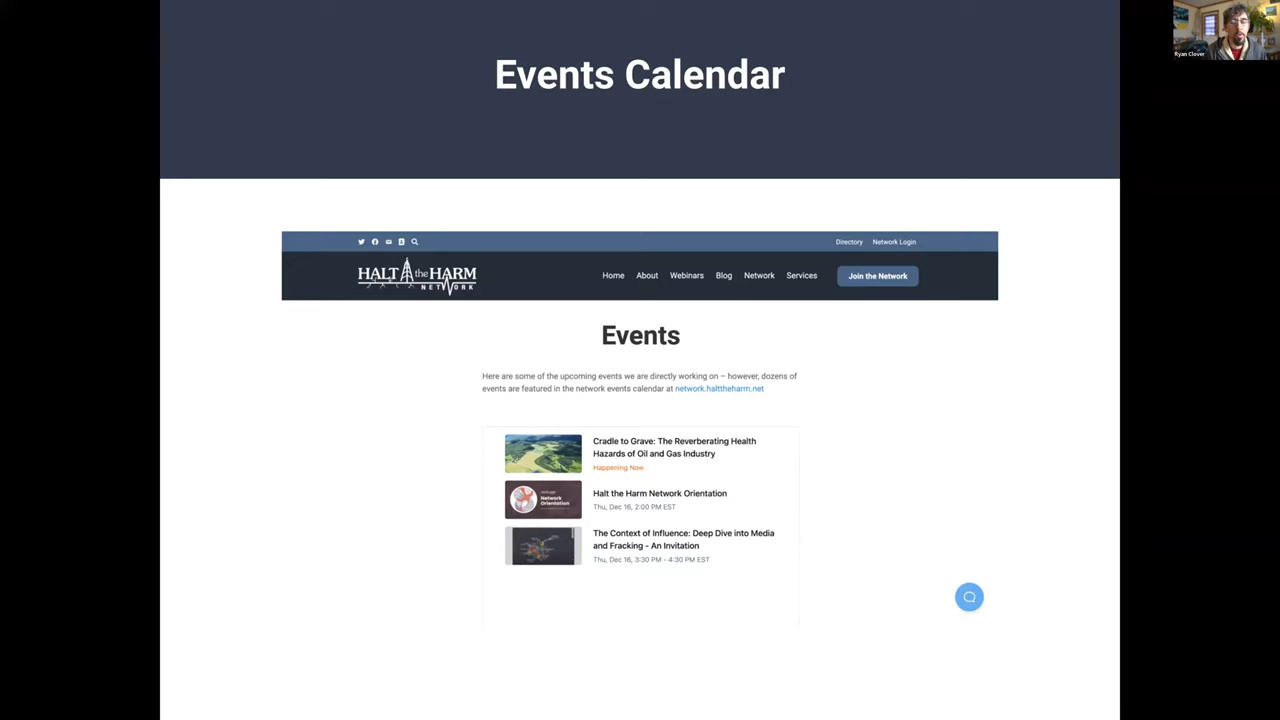 Events Calendar
Ryan Clover
Directory Network Login
HALT the HARM
NETWORK
Home About Webinars Blog Network Services Join the Network
Events
Here are some of the upcoming events we are directly working on – however, dozens of
events are featured in the network events calendar at network.halttheharm.net
Cradle to Grave: The Reverberating Health
Hazards of Oil and Gas Industry
Happening Now
Network
Orientation
Halt the Harm Network Orientation
Thu, Dec 16, 2:00 PM EST
The Context of Influence: Deep Dive into Media
and Fracking - An Invitation
Thu, Dec 16, 3:30 PM - 4:30 PM EST